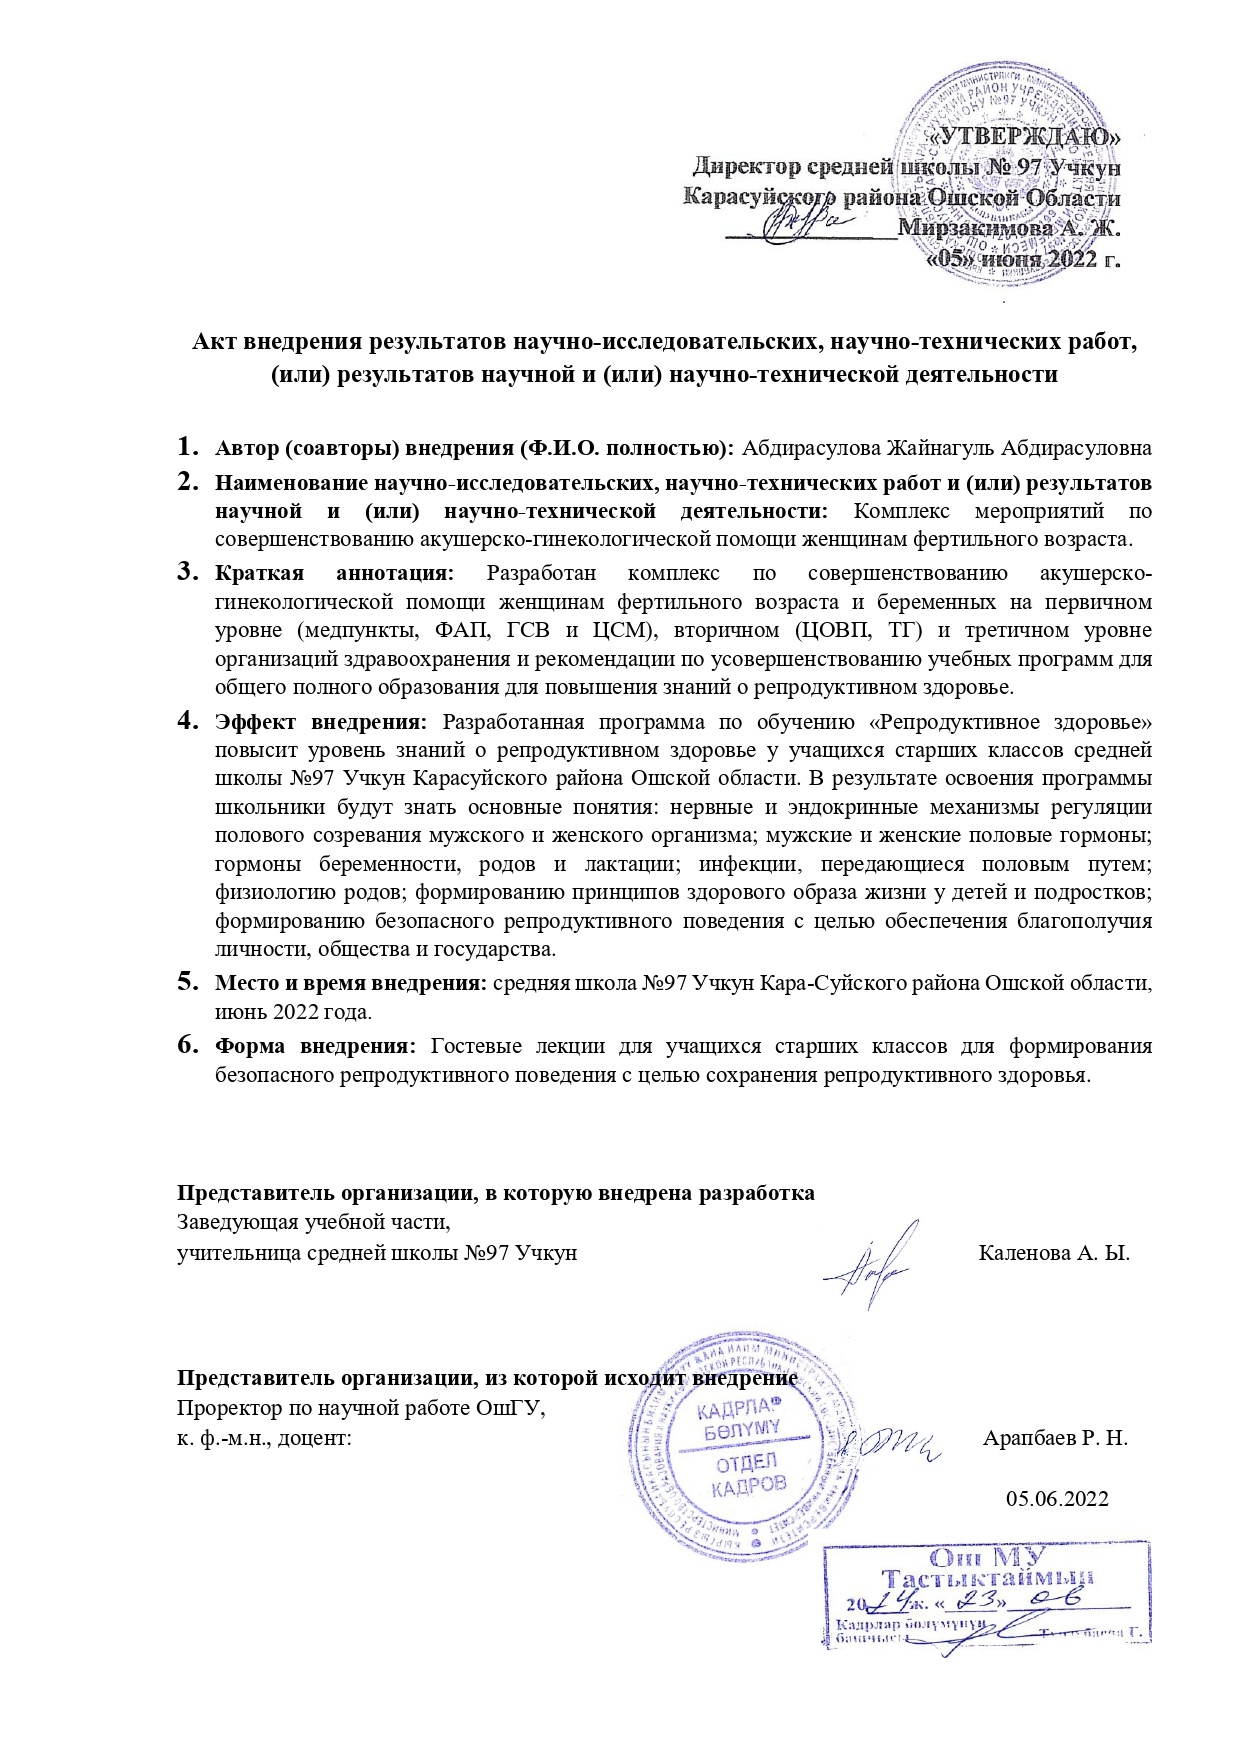 «УТВЕРЖДАЮ»
Директор средней школы № 97 Учкун
Карасуйского района Ошской Области
Мирзакимова А. Ж.
«05» июня 2022 г.
Акт внедрения результатов научно-исследовательских, научно-технических работ,
(или) результатов научной и (или) научно-технической деятельности
1. Автор (соавторы) внедрения (Ф.И.О. полностью): Абдирасулова Жайнагуль Абдирасуловна
2. Наименование научно-исследовательских, научно-технических работ и (или) результатов
научной и (или) научно-технической деятельности: Комплекс мероприятий по
совершенствованию акушерско-гинекологической помощи женщинам фертильного возраста.
3. Краткая аннотация: Разработан комплекс по совершенствованию акушерско-
гинекологической помощи женщинам фертильного возраста и беременных на первичном
уровне (медпункты, ФАП, ГСВ и ЦСМ), вторичном (ЦОВП, ТГ) и третичном уровне
организаций здравоохранения и рекомендации по усовершенствованию учебных программ для
общего полного образования для повышения знаний о репродуктивном здоровье.
4. Эффект внедрения: Разработанная программа по обучению «Репродуктивное здоровье»
повысит уровень знаний о репродуктивном здоровье у учащихся старших классов средней
школы №97 Учкун Карасуйского района Ошской области. В результате освоения программы
школьники будут знать основные понятия: нервные и эндокринные механизмы регуляции
полового созревания мужского и женского организма; мужские и женские половые гормоны;
гормоны беременности, родов и лактации; инфекции, передающиеся половым путем;
физиологию родов; формированию принципов здорового образа жизни у детей и подростков;
формированию безопасного репродуктивного поведения с целью обеспечения благополучия
личности, общества и государства.
5. Место и время внедрения: средняя школа №97 Учкун Кара-Суйского района Ошской области,
июнь 2022 года.
6. Форма внедрения: Гостевые лекции для учащихся старших классов для формирования
безопасного репродуктивного поведения с целью сохранения репродуктивного здоровья.
Представитель организации, в которую внедрена разработка
Заведующая учебной части,
учительница средней школы №97 Учкун Каленова А. Ы.
Представитель организации, из которой исходит внедрение
Проректор по научной работе ОшГУ,
к. ф.-м.н., доцент: Арапбаев Р. Н.
05.06.2022
КАДРЛАР
БӨЛҮМҮ
ОТДЕЛ
КАДРОВ
Ош МУ
Тастыктаймын
2024 ж. «23»
Кадрлар бөлүмүнүн
башчысы